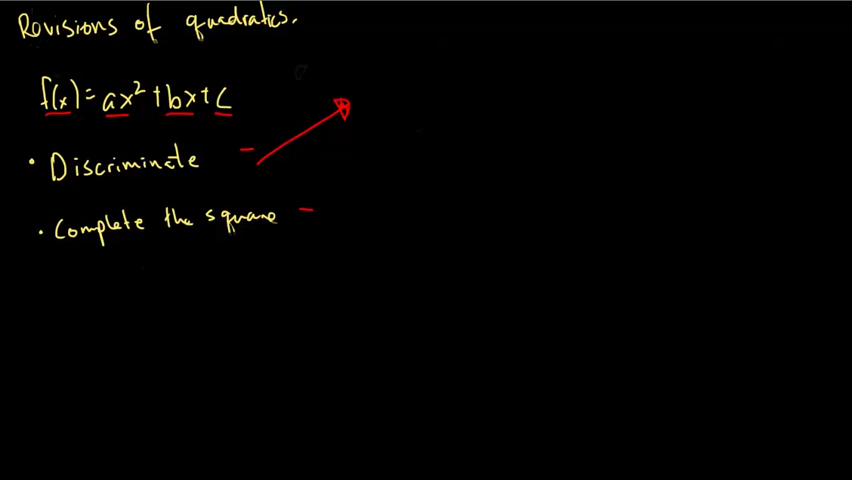 Revisions of quadratics.
f(x) = ax² + bx + c
• Discriminate -
• Complete the square -